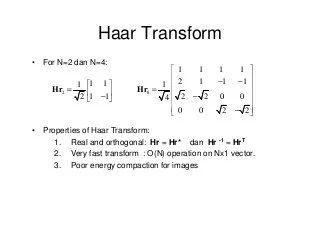 Haar Transform
• For N=2 dan N=4:
Hr₂ = 1/√2 [1 1; 1 −1]
Hr₄ = 1/√4 [1 1 1 1; 2 1 −1 −1; √2 −√2 0 0; 0 0 √2 −√2]
• Properties of Haar Transform:
1. Real and orthogonal: Hr = Hr* dan Hr⁻¹ = Hrᵀ
2. Very fast transform : O(N) operation on Nx1 vector.
3. Poor energy compaction for images